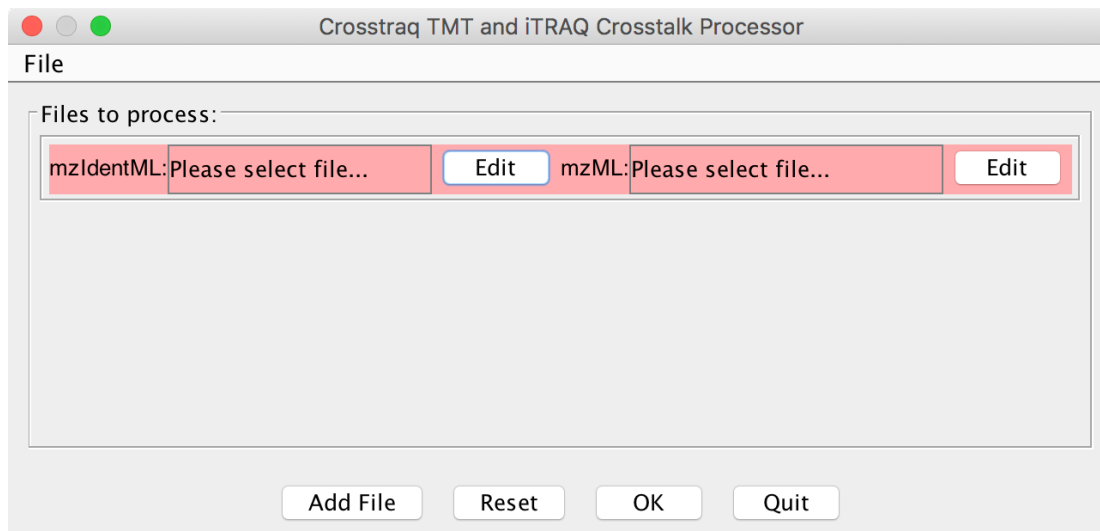 Crosstraq TMT and iTRAQ Crosstalk Processor
File
Files to process:
mzIdentML: Please select file... Edit mzML: Please select file... Edit
Add File Reset OK Quit